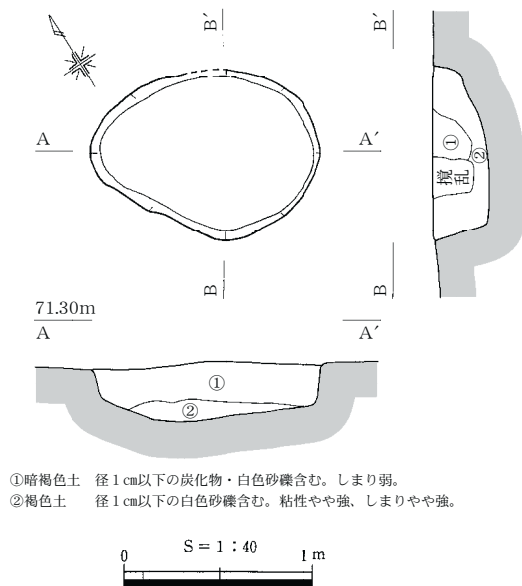 B′
B′
A
A′
①
②
撹乱
B
B
71.30m
A
A′
①
②
①暗褐色土　径１㎝以下の炭化物・白色砂礫含む。しまり弱。
②褐色土　　径１㎝以下の白色砂礫含む。粘性やや強、しまりやや強。
S = 1 : 40
0
1 m